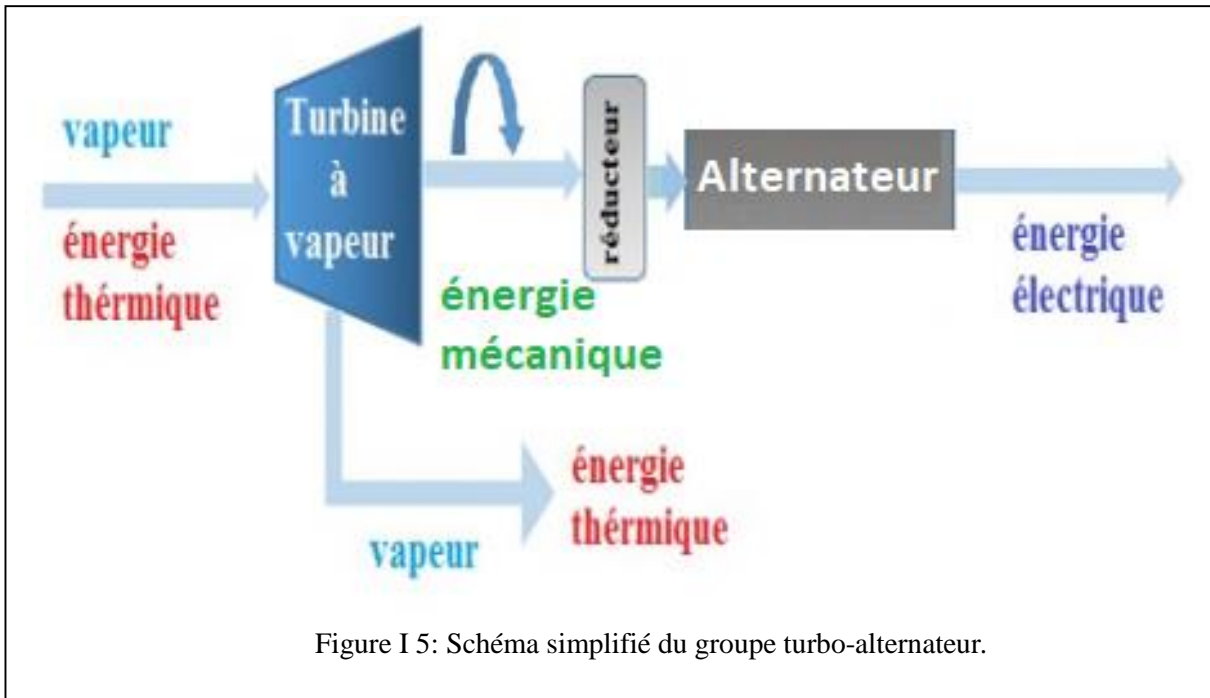 vapeur
énergie
thérmique
Turbine
à
vapeur
énergie
mécanique
réducteur
Alternateur
énergie
électrique
énergie
thérmique
vapeur
Figure I 5: Schéma simplifié du groupe turbo-alternateur.